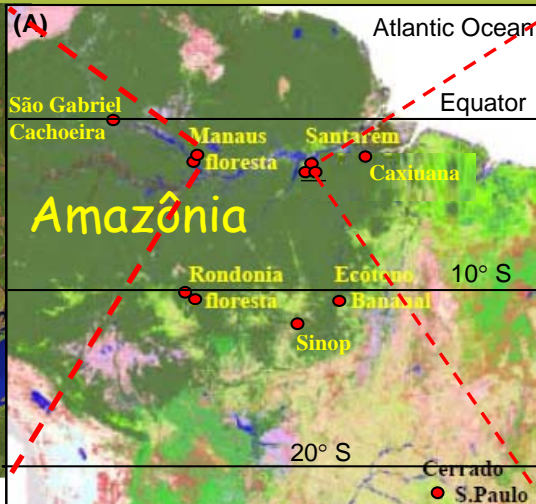 (A)
Atlantic Ocean
São Gabriel
Cachoeira
Equator
Manaus
floresta
Santarém
Caxiuana
Amazônia
Rondonia
floresta
Ecótono
Bananal
10° S
Sinop
20° S
Cerrado
S.Paulo